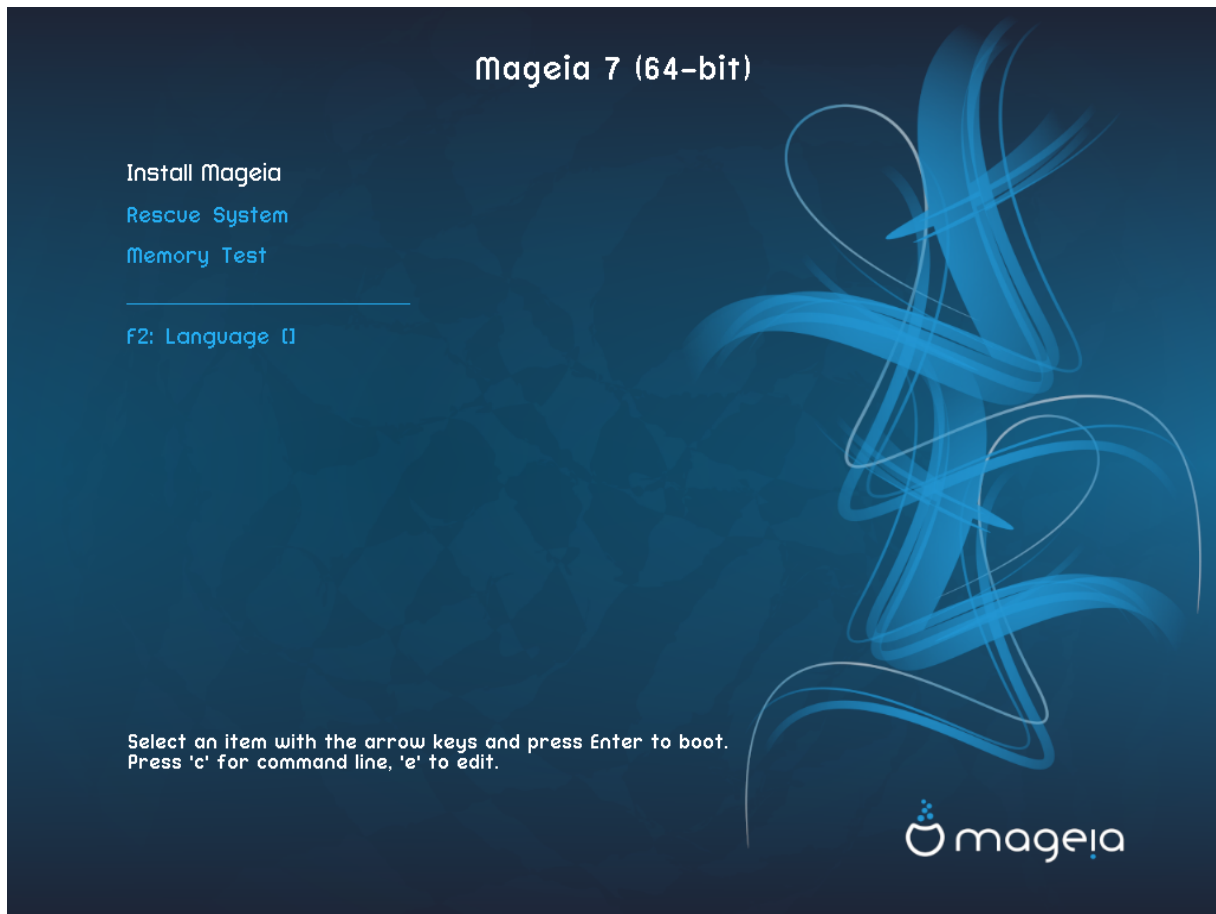 Mageia 7 (64-bit)
Install Mageia
Rescue System
Memory Test
F2: Language []
Select an item with the arrow keys and press Enter to boot.
Press 'c' for command line, 'e' to edit.
mageia